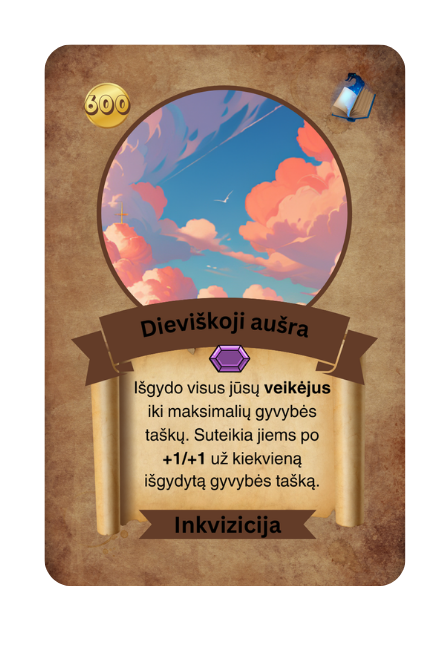 600
Dieviškoji aušra
Išgydo visus jūsų veikėjus
iki maksimalių gyvybės
taškų. Suteikia jiems po
+1/+1 už kiekvieną
išgydytą gyvybės tašką.
Inkvizicija